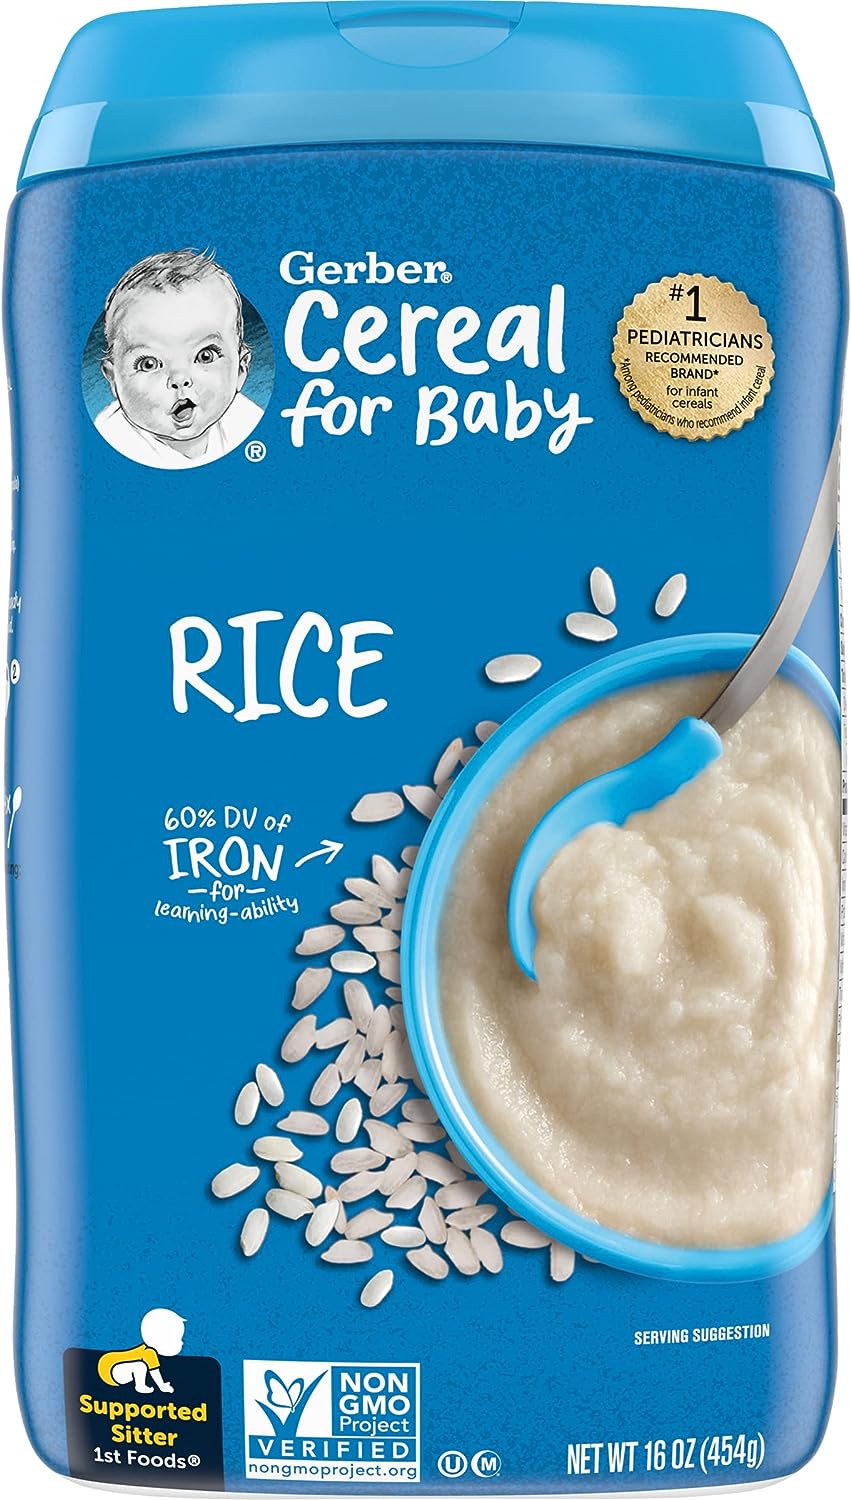 Gerber®
Cereal
for Baby
®
#1
PEDIATRICIANS
RECOMMENDED
BRAND*
for infant
cereals
*Among pediatricians who recommend infant cereal
RICE
60% DV of
IRON
for
learning-ability
SERVING SUGGESTION
Supported
Sitter
1st Foods®
NON
GMO
Project
VERIFIED
nongmoproject.org
U M
NET WT 16 OZ (454g)